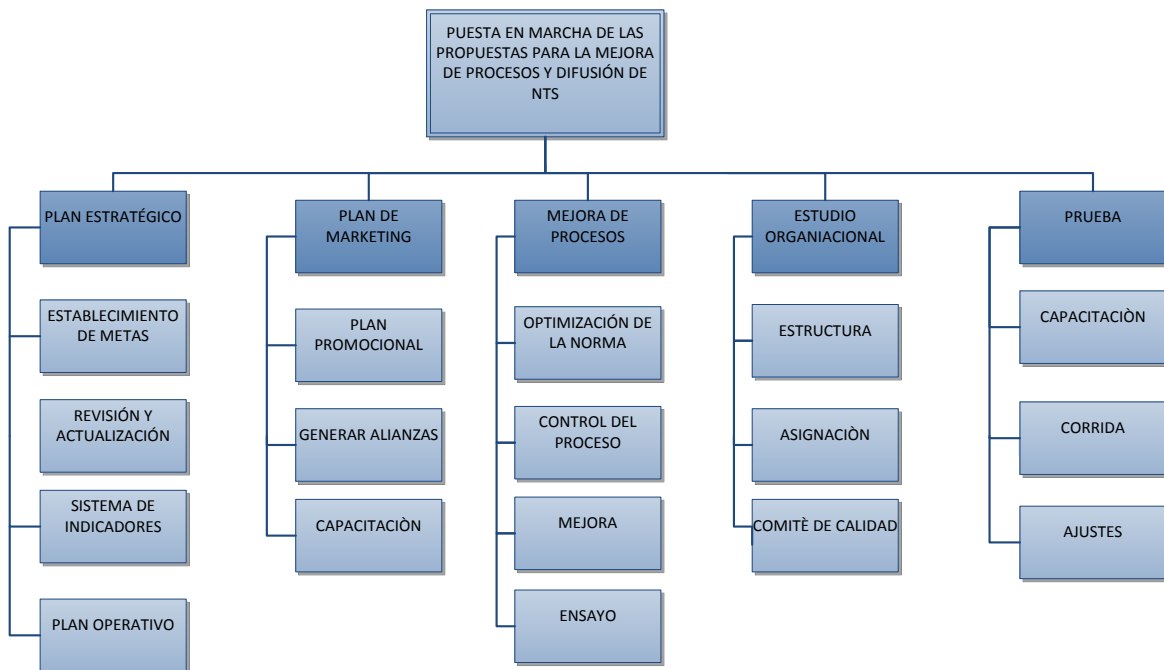 PUESTA EN MARCHA DE LAS
PROPUESTAS PARA LA MEJORA
DE PROCESOS Y DIFUSIÓN DE
NTS
PLAN ESTRATÉGICO
ESTABLECIMIENTO
DE METAS
REVISIÓN Y
ACTUALIZACIÓN
SISTEMA DE
INDICADORES
PLAN OPERATIVO
PLAN DE
MARKETING
PLAN
PROMOCIONAL
GENERAR ALIANZAS
CAPACITACIÒN
MEJORA DE
PROCESOS
OPTIMIZACIÓN DE
LA NORMA
CONTROL DEL
PROCESO
MEJORA
ENSAYO
ESTUDIO
ORGANIACIONAL
ESTRUCTURA
ASIGNACIÒN
COMITÈ DE CALIDAD
PRUEBA
CAPACITACIÒN
CORRIDA
AJUSTES